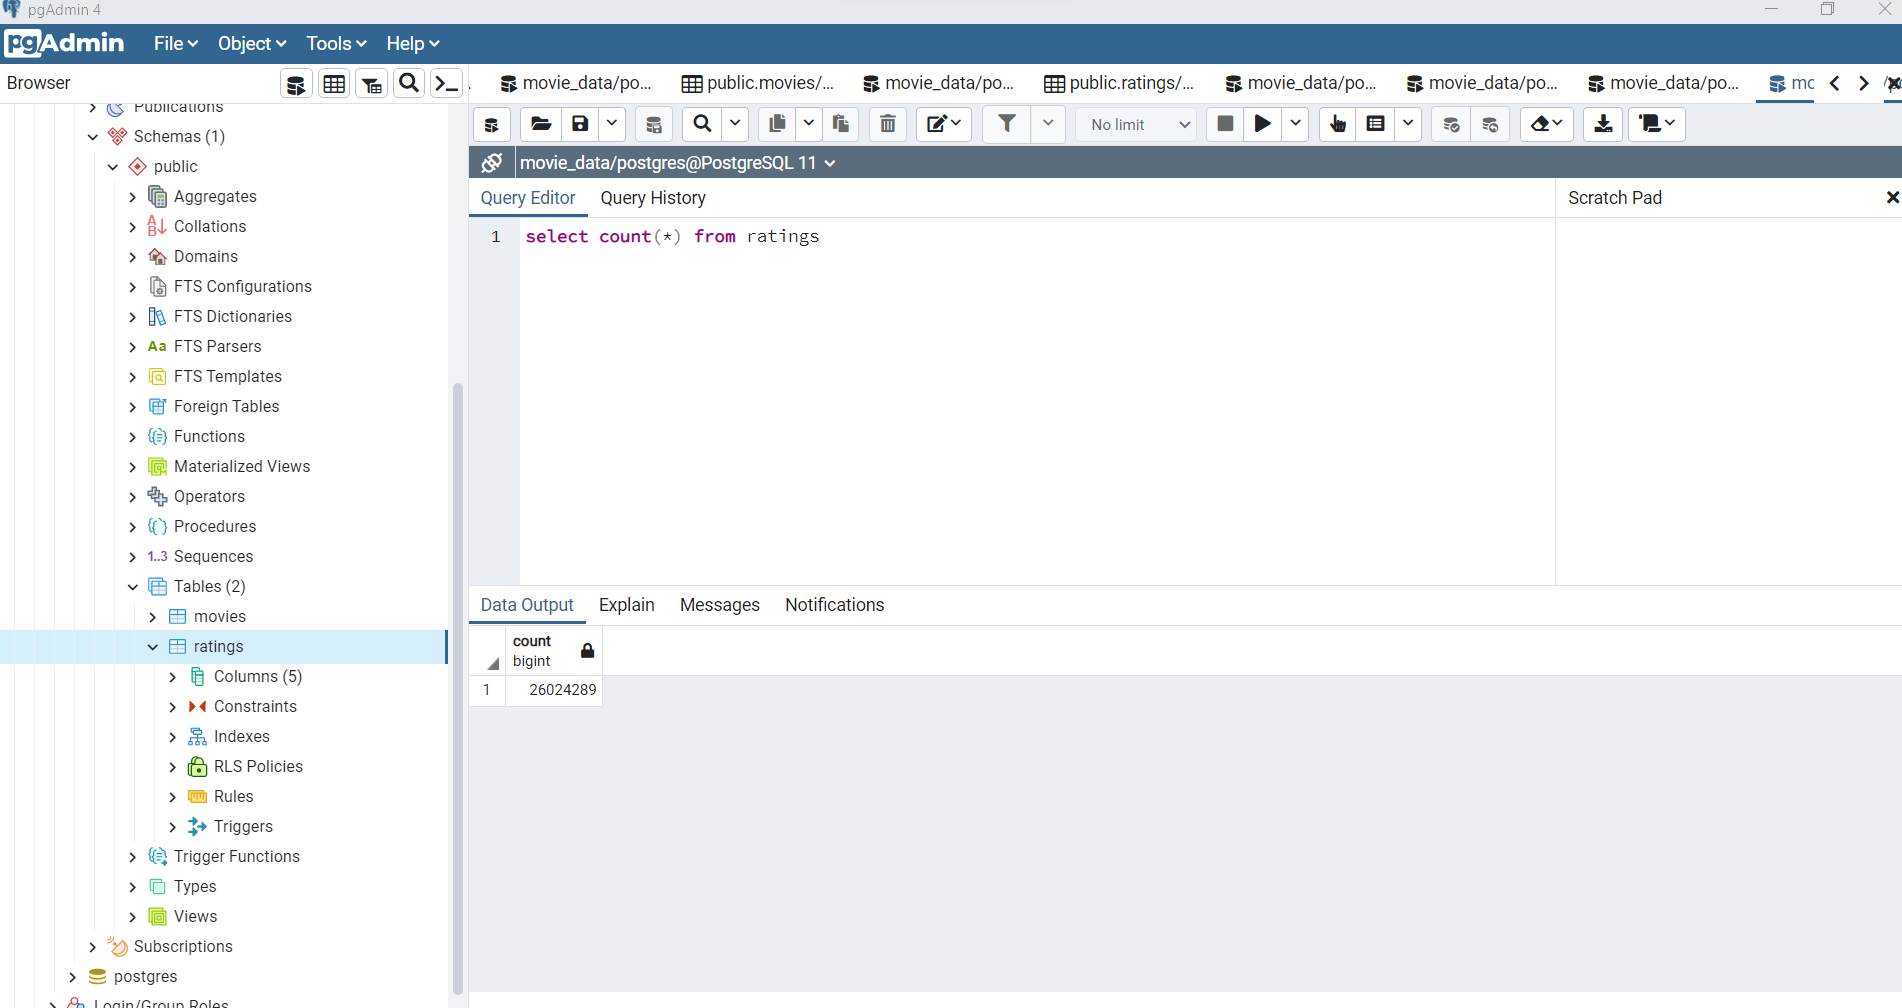 pgAdmin 4
pgAdmin File Object Tools Help
Browser
movie_data/po... public.movies/... movie_data/po... public.ratings/... movie_data/po... movie_data/po... movie_data/po... mo
No limit
movie_data/postgres@PostgreSQL 11
Query Editor Query History
Scratch Pad
1 select count(*) from ratings
Publications
Schemas (1)
public
Aggregates
Collations
Domains
FTS Configurations
FTS Dictionaries
Aa FTS Parsers
FTS Templates
Foreign Tables
Functions
Materialized Views
Operators
Procedures
1..3 Sequences
Tables (2)
movies
ratings
Columns (5)
Constraints
Indexes
RLS Policies
Rules
Triggers
Trigger Functions
Types
Views
Subscriptions
postgres
Login/Group Roles
Data Output Explain Messages Notifications
count
bigint
1 26024289